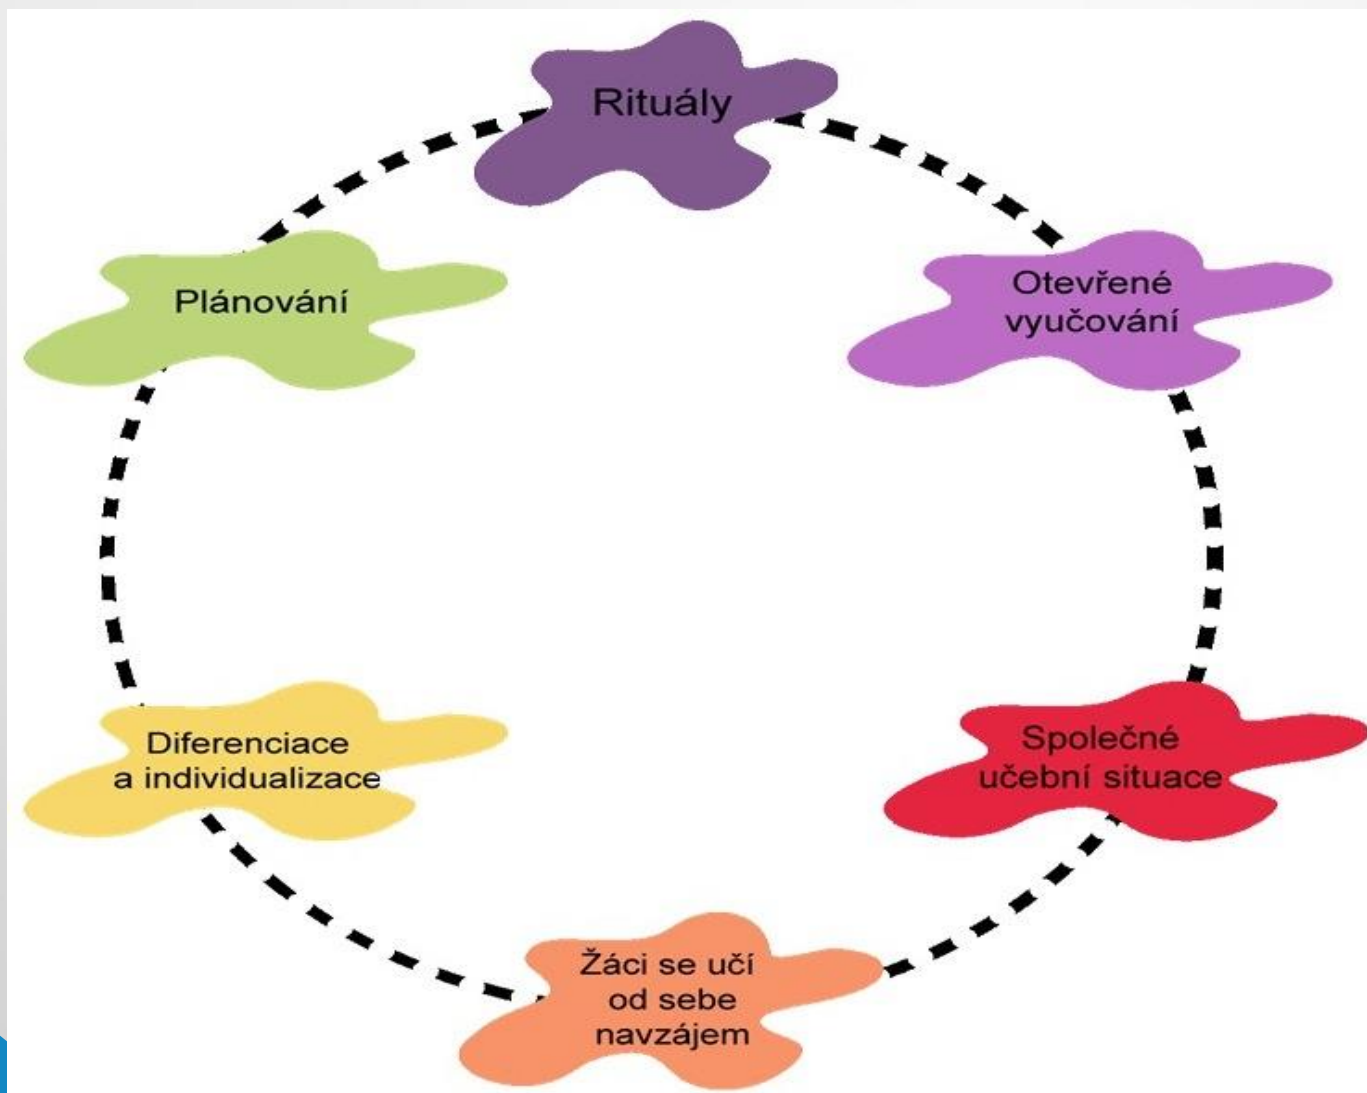 Rituály
Otevřené
vyučování
Společné
učební situace
Žáci se učí
od sebe
navzájem
Diferenciace
a individualizace
Plánování